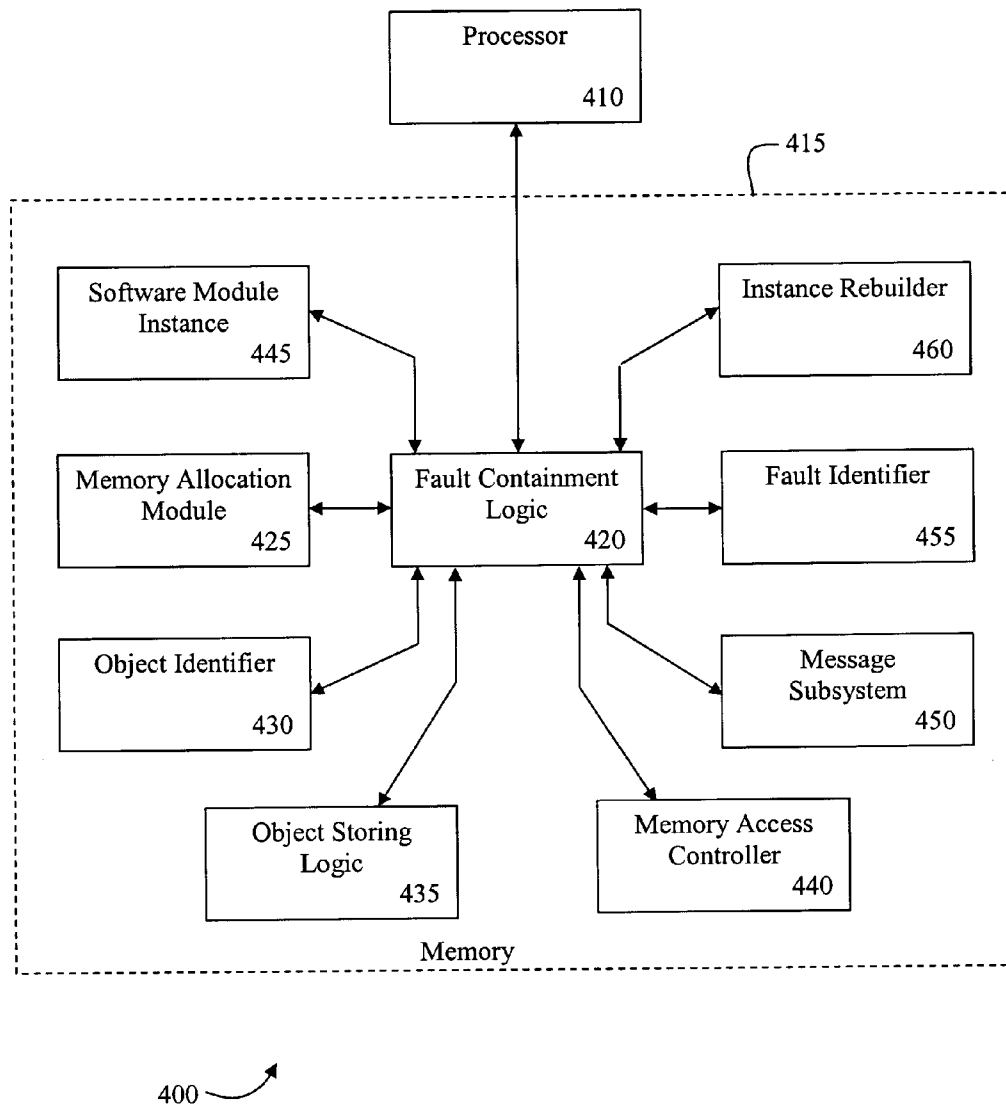 Processor
410
415
Software Module
Instance
445
Instance Rebuilder
460
Memory Allocation
Module
425
Fault Containment
Logic
420
Fault Identifier
455
Object Identifier
430
Message
Subsystem
450
Object Storing
Logic
435
Memory Access
Controller
440
Memory
400